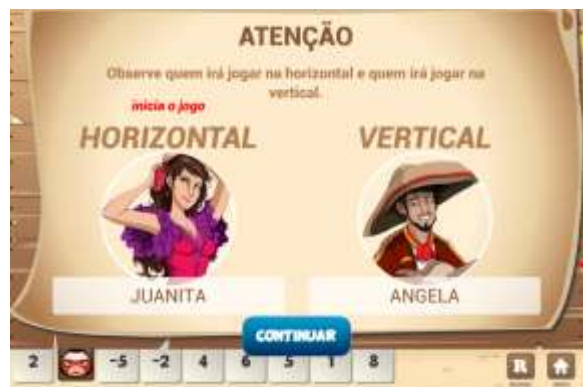 ATENÇÃO
Observe quem irá jogar na horizontal e quem irá jogar na
vertical.
inicia o jogo
HORIZONTAL
VERTICAL
JUANITA
ANGELA
CONTINUAR
2 -5 -2 4 6 5 1 8
R